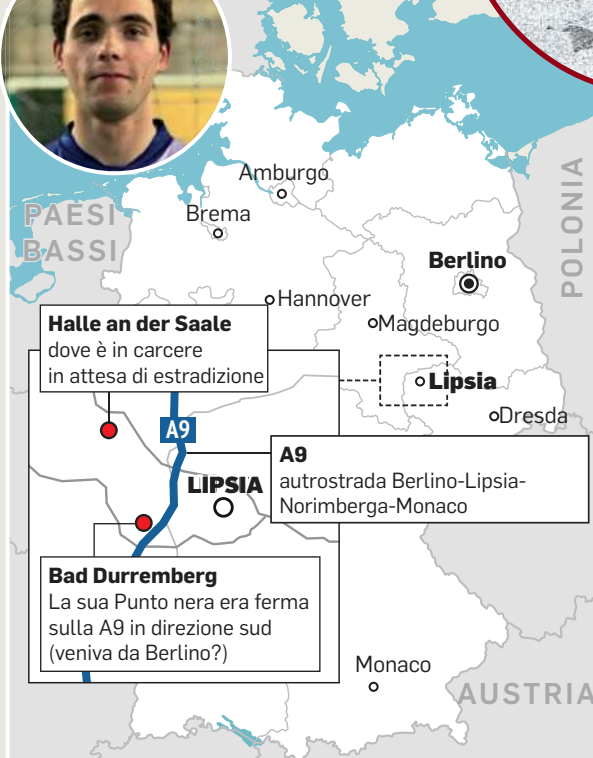 Amburgo
PAESI
BASSI
Brema
POLONIA
Berlino
Hannover
Halle an der Saale
dove è in carcere
in attesa di estradizione
Magdeburgo
Lipsia
Dresda
A9
LIPSIA
A9
autrostrada Berlino-Lipsia-
Norimberga-Monaco
Bad Durremberg
La sua Punto nera era ferma
sulla A9 in direzione sud
(veniva da Berlino?)
Monaco
AUSTRIA